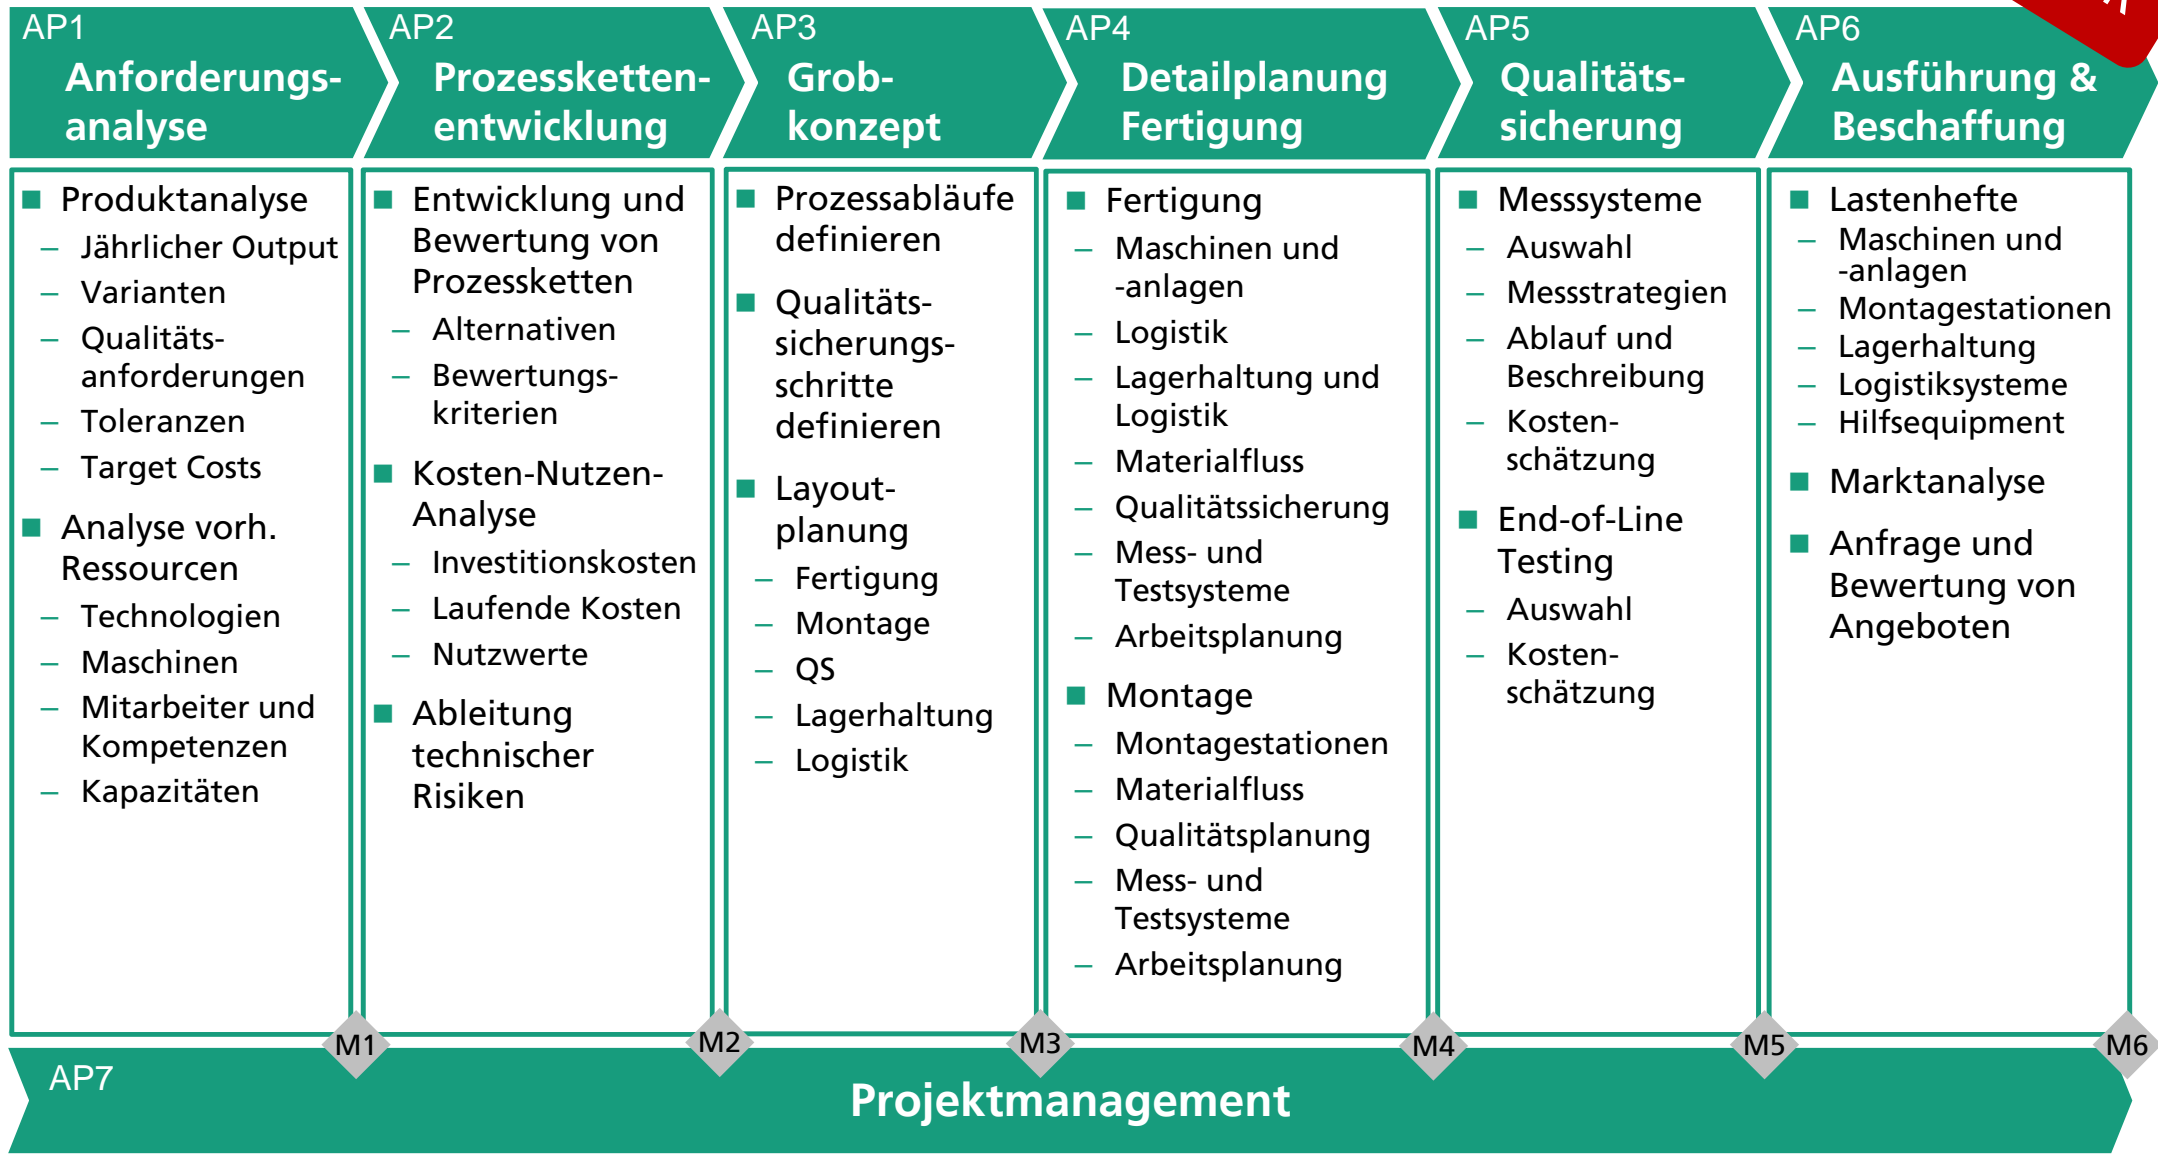 AP1
Anforderungs-
analyse
AP2
Prozessketten-
entwicklung
AP3
Grob-
konzept
AP4
Detailplanung
Fertigung
AP5
Qualitäts-
sicherung
AP6
Ausführung &
Beschaffung
Produktanalyse
– Jährlicher Output
– Varianten
– Qualitäts-
anforderungen
– Toleranzen
– Target Costs
Analyse vorh.
Ressourcen
– Technologien
– Maschinen
– Mitarbeiter und
Kompetenzen
– Kapazitäten
Entwicklung und
Bewertung von
Prozessketten
– Alternativen
– Bewertungs-
kriterien
Kosten-Nutzen-
Analyse
– Investitionskosten
– Laufende Kosten
– Nutzwerte
Ableitung
technischer
Risiken
Prozessabläufe
definieren
Qualitäts-
sicherungs-
schritte
definieren
Layout-
planung
– Fertigung
– Montage
– QS
– Lagerhaltung
– Logistik
Fertigung
– Maschinen und
-anlagen
– Logistik
– Lagerhaltung und
Logistik
– Materialfluss
– Qualitätssicherung
– Mess- und
Testsysteme
– Arbeitsplanung
Montage
– Montagestationen
– Materialfluss
– Qualitätsplanung
– Mess- und
Testsysteme
– Arbeitsplanung
Messsysteme
– Auswahl
– Messstrategien
– Ablauf und
Beschreibung
– Kosten-
schätzung
End-of-Line
Testing
– Auswahl
– Kosten-
schätzung
Lastenhefte
– Maschinen und
-anlagen
– Montagestationen
– Lagerhaltung
– Logistiksysteme
– Hilfsequipment
Marktanalyse
Anfrage und
Bewertung von
Angeboten
M1
M2
M3
M4
M5
M6
AP7
Projektmanagement